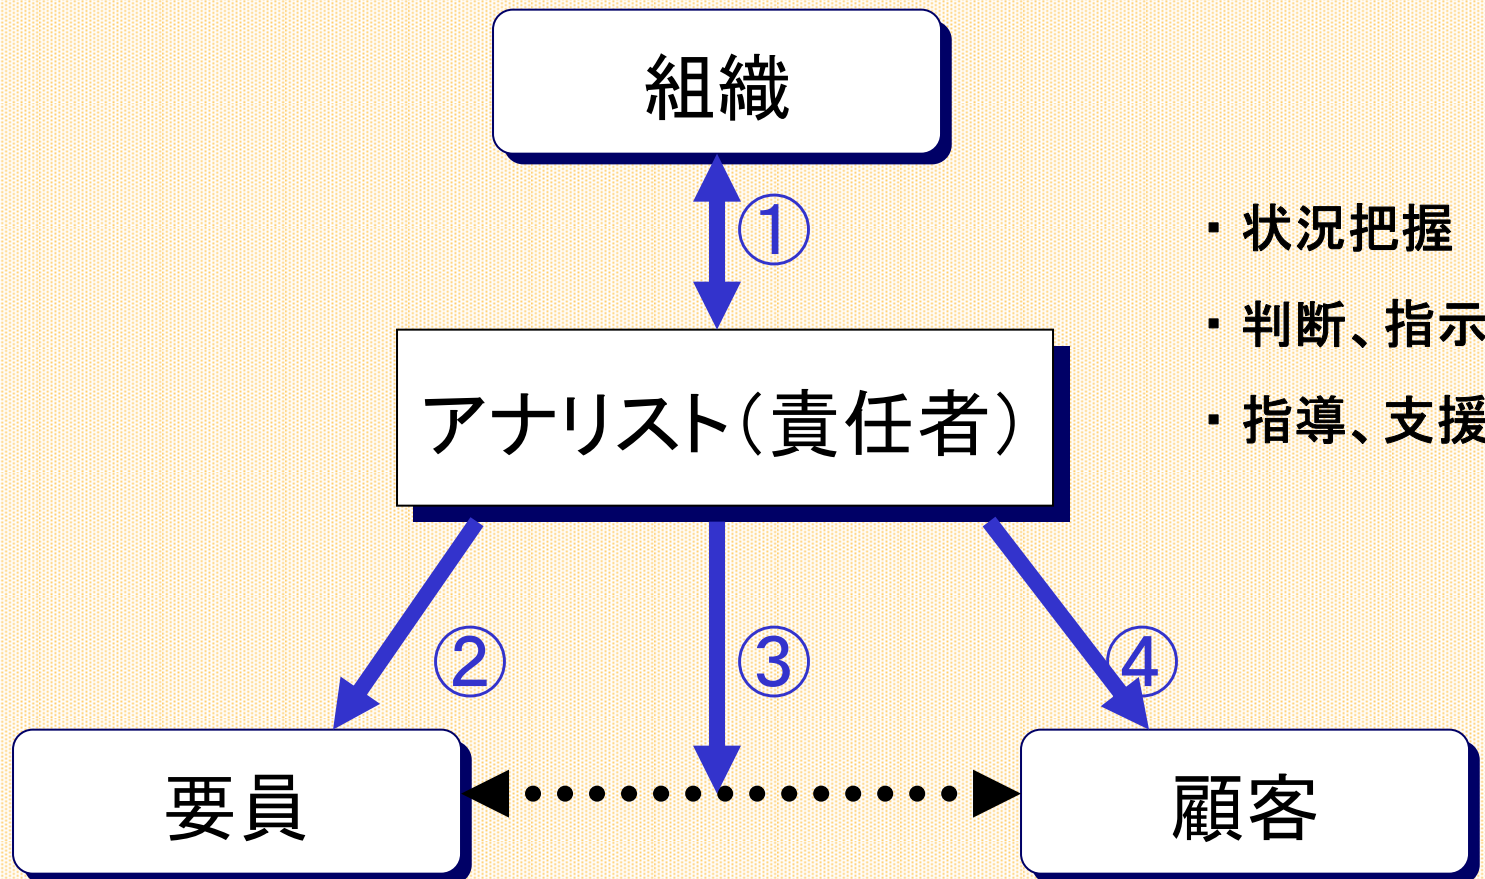 組織
①
・状況把握
・判断、指示
アナリスト(責任者)
・指導、支援
②
③
④
要員
顧客